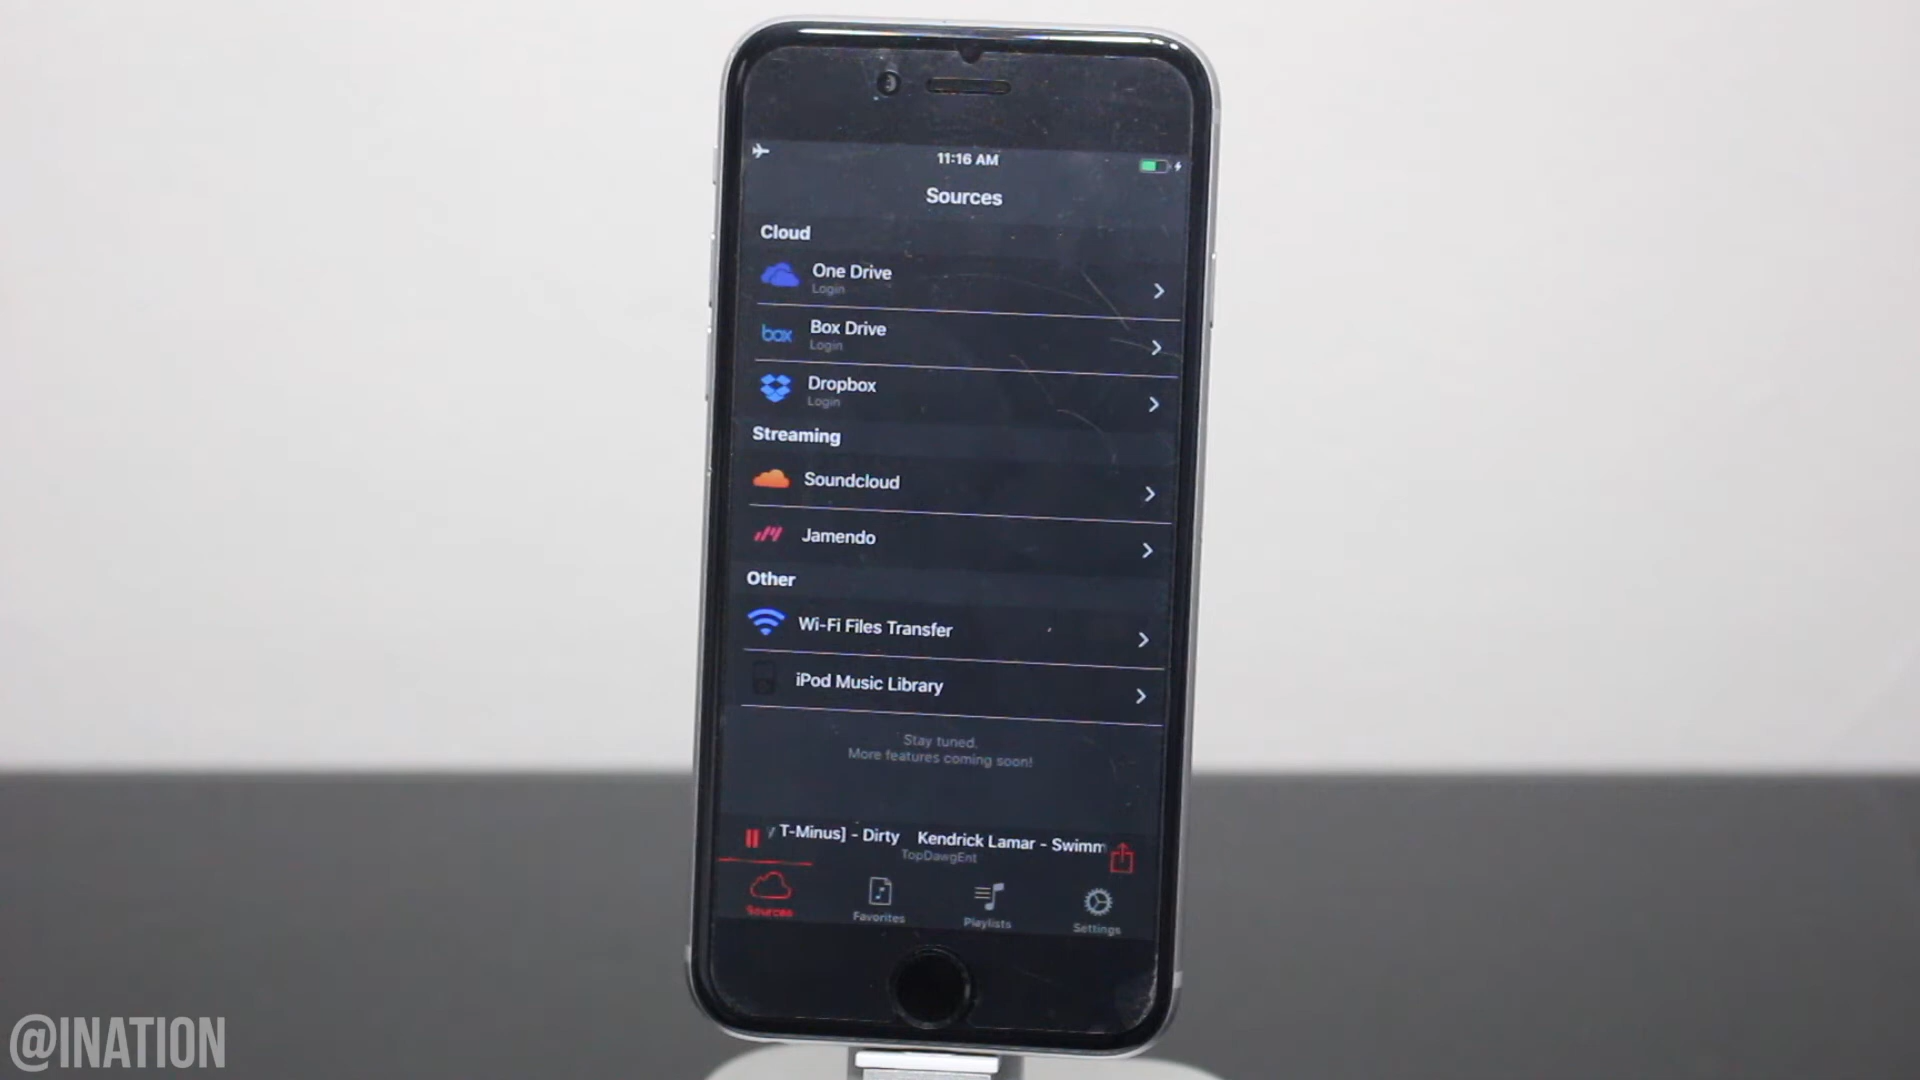 11:16 AM
Sources
Cloud
One Drive
Login
box
Box Drive
Login
Dropbox
Login
Streaming
Soundcloud
Jamendo
Other
Wi-Fi Files Transfer
iPod Music Library
Stay tuned.
More features coming soon!
y T-Minus] - Dirty Kendrick Lamar - Swimm
TopDawgEnt
Sources
Favorites
Playlists
Settings
@INATION